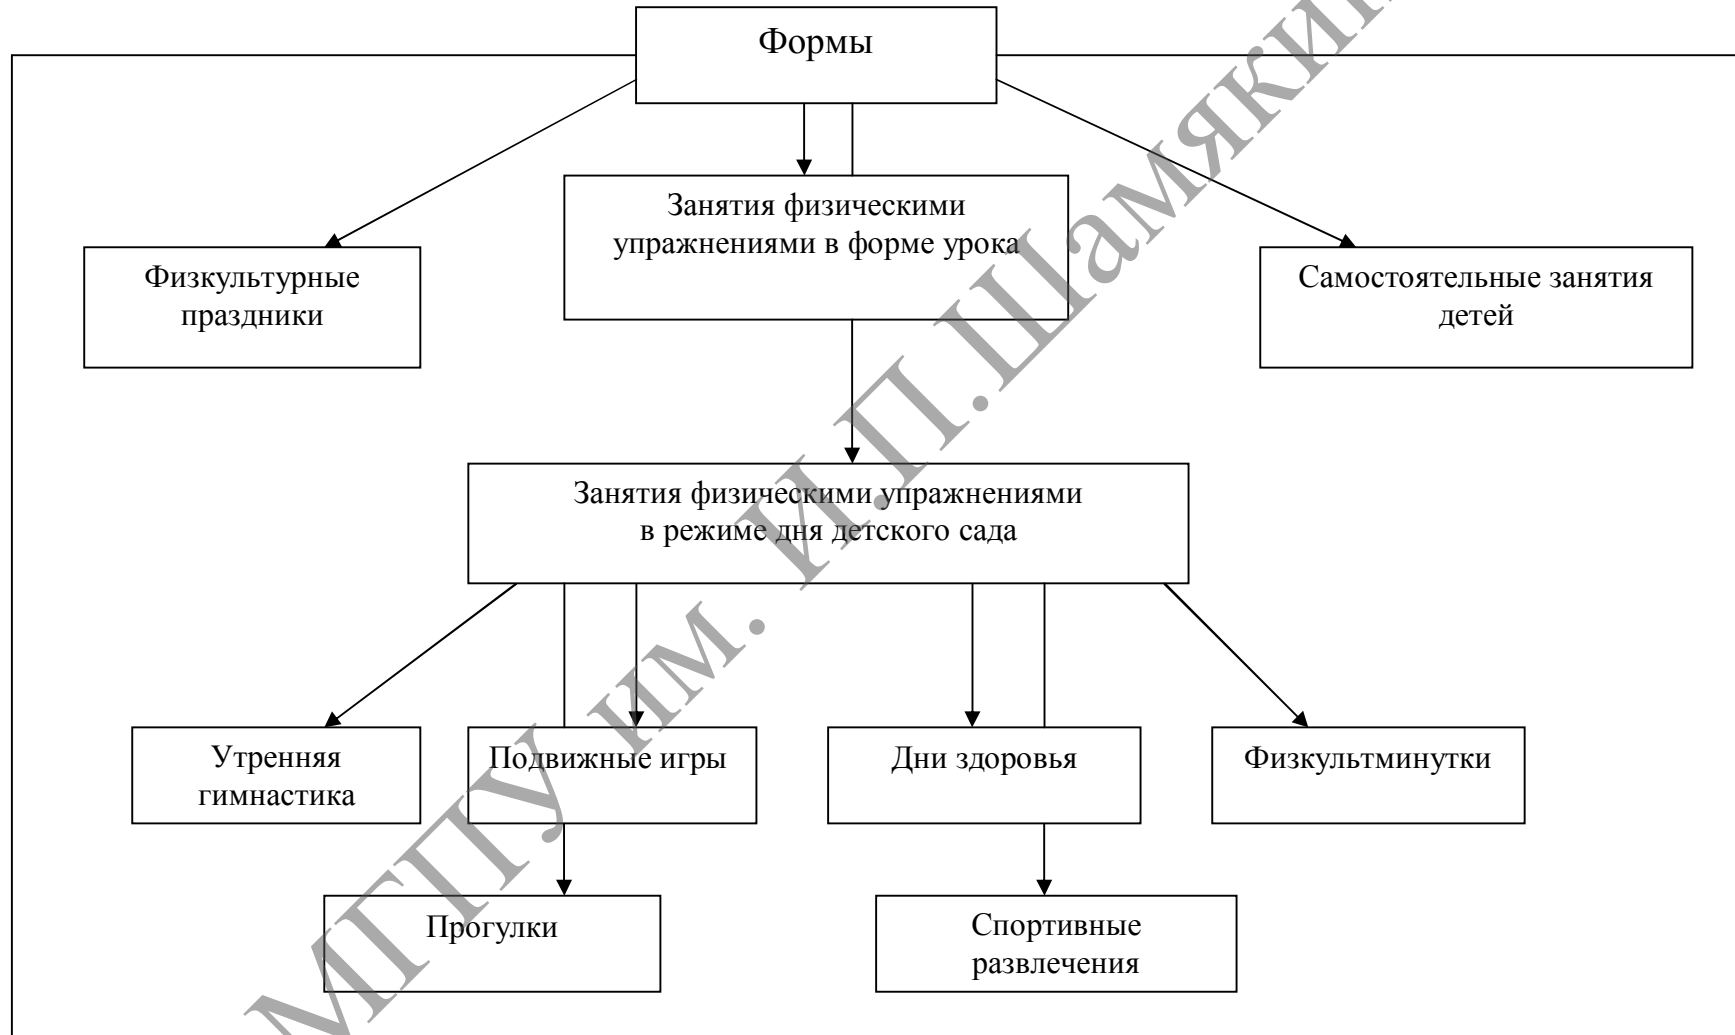 Формы
Занятия физическими
упражнениями в форме урока
Физкультурные
праздники
Самостоятельные занятия
детей
Занятия физическими упражнениями
в режиме дня детского сада
Утренняя
гимнастика
Подвижные игры
Дни здоровья
Физкультминутки
Прогулки
Спортивные
развлечения
МГПУ им. И.П.Шамякин